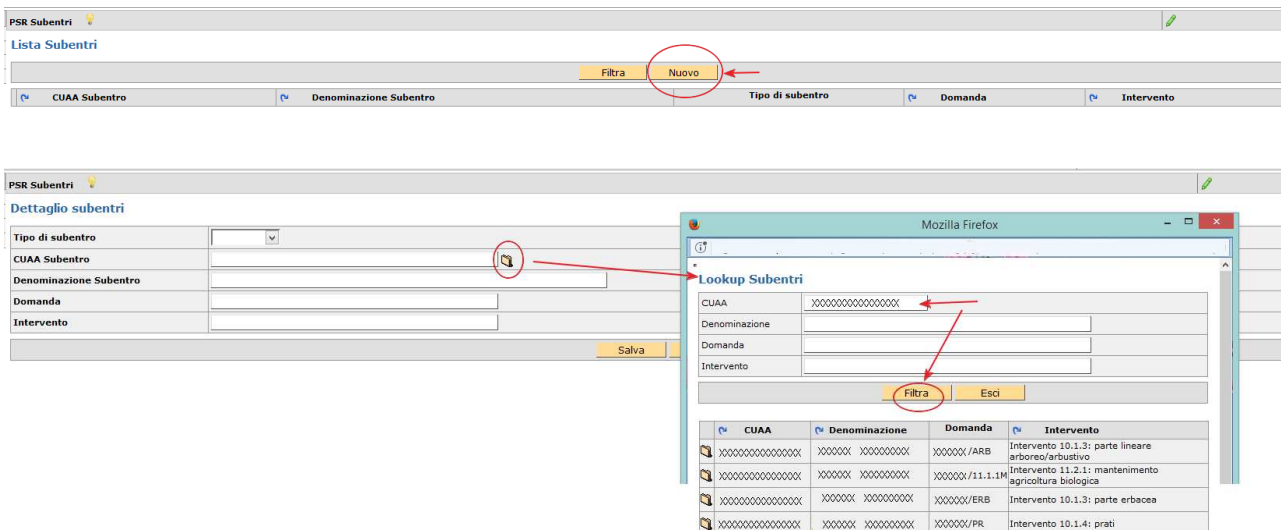 PSR Subentri
Lista Subentri
Filtra Nuovo
CUAA Subentro Denominazione Subentro Tipo di subentro Domanda Intervento
PSR Subentri
Dettaglio subentri
Tipo di subentro
CUAA Subentro
Denominazione Subentro
Domanda
Intervento
Salva
Mozilla Firefox
Lookup Subentri
CUAA XXXXXXXXXXXXXXXX
Denominazione
Domanda
Intervento
Filtra Esci
CUAA Denominazione Domanda Intervento
XXXXXXXXXXXXXXXX XXXXXX XXXXXXXXX XXXXXX/ARB Intervento 10.1.3: parte lineare arboreo/arbustivo
XXXXXXXXXXXXXXXX XXXXXX XXXXXXXXX XXXXXX/11.1.1M Intervento 11.2.1: mantenimento agricoltura biologica
XXXXXXXXXXXXXXXX XXXXXX XXXXXXXXX XXXXXX/ERB Intervento 10.1.3: parte erbacea
XXXXXXXXXXXXXXXX XXXXXX XXXXXXXXX XXXXXX/PR Intervento 10.1.4: prati